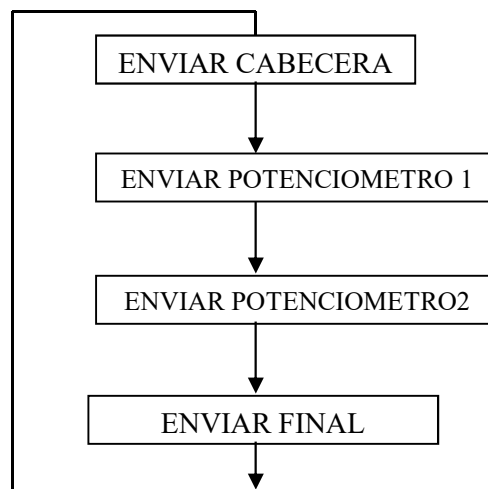 ENVIAR CABECERA
ENVIAR POTENCIOMETRO 1
ENVIAR POTENCIOMETRO2
ENVIAR FINAL